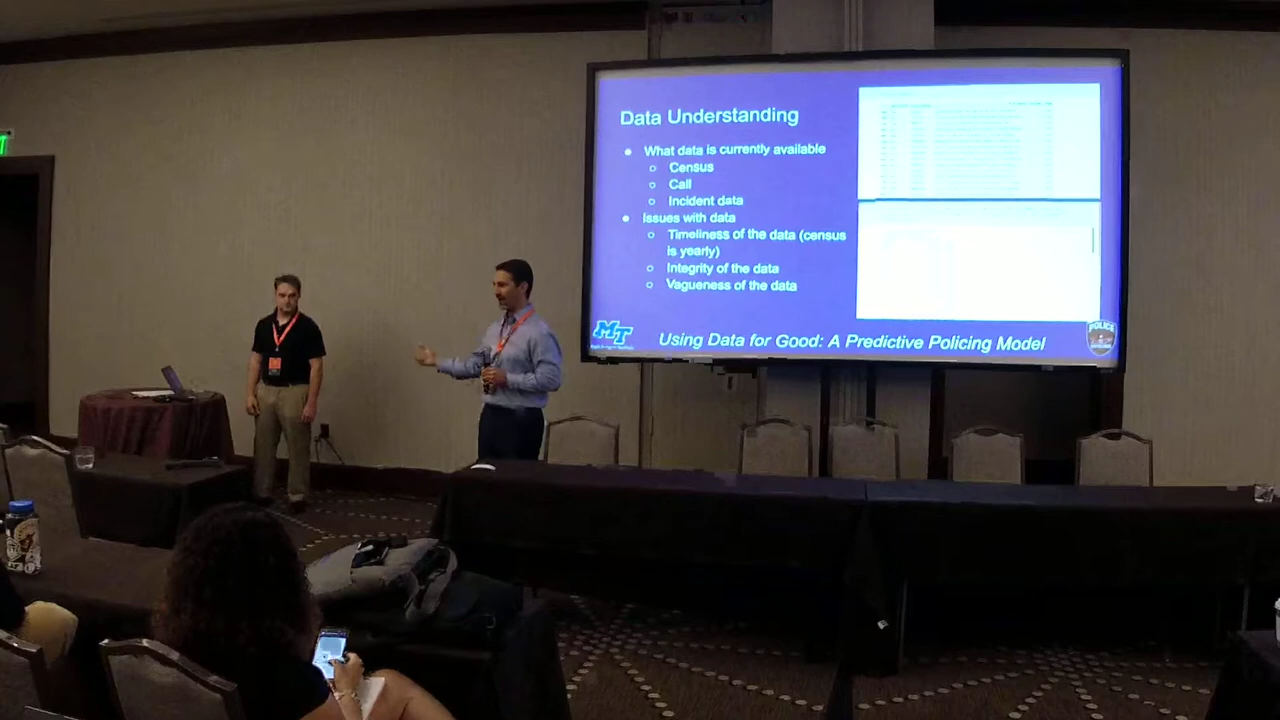 Data Understanding
What data is currently available
Census
Call
Incident data
Issues with data
Timeliness of the data (census
is yearly)
Integrity of the data
Vagueness of the data
MT
Using Data for Good: A Predictive Policing Model
POLICE